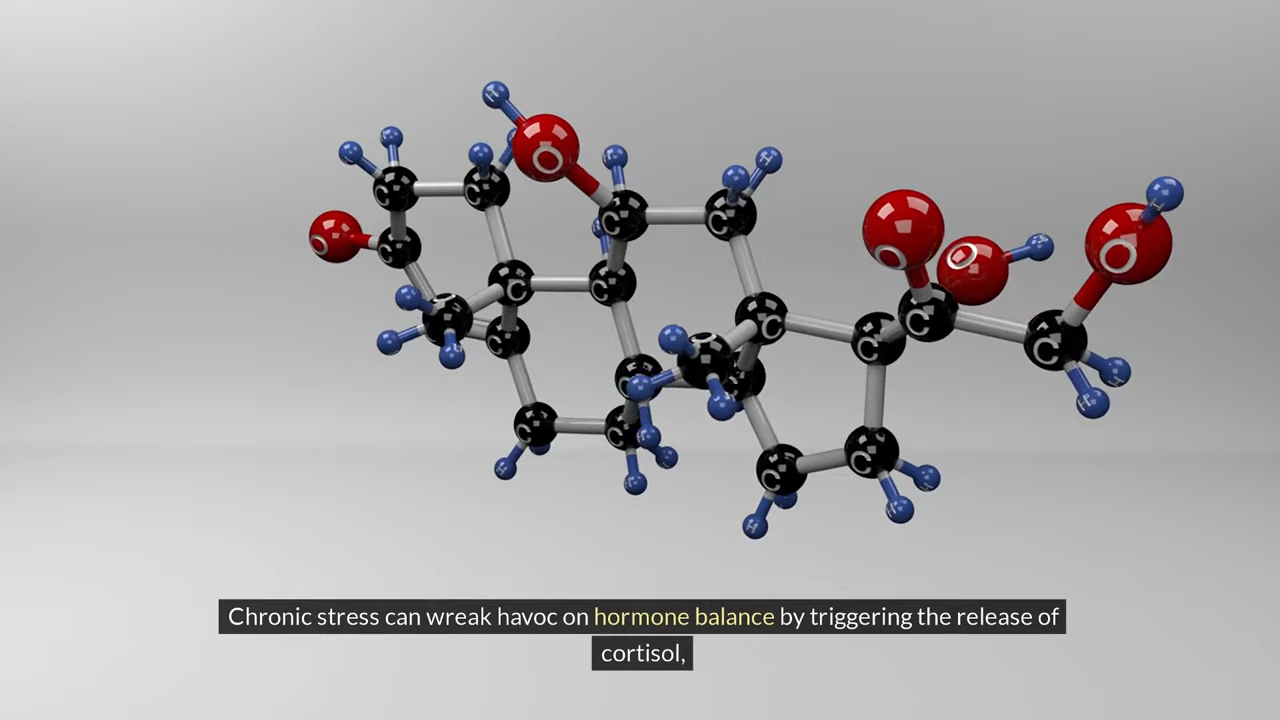 Chronic stress can wreak havoc on hormone balance by triggering the release of
cortisol,